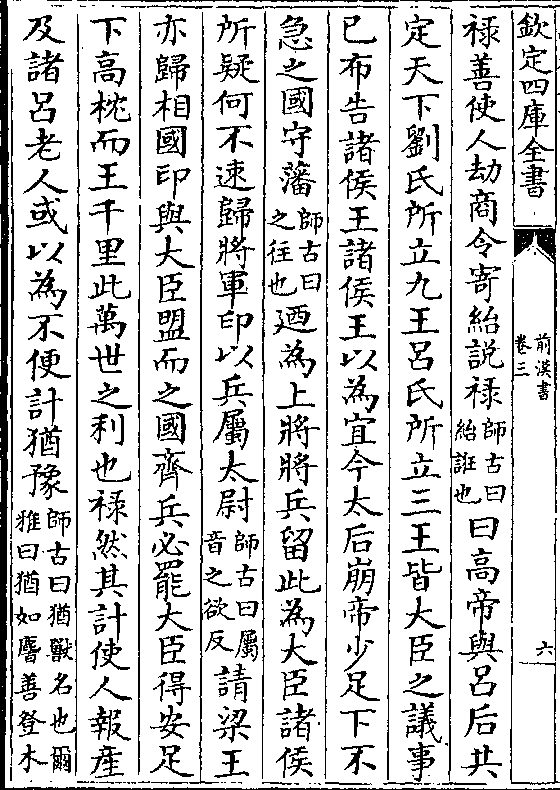 欽定四庫全書
前漢書
卷三
六
祿善使人劫商令寄紿説祿師古曰紿誑也曰高帝與呂后共
定天下劉氏所立九王呂氏所立三王皆大臣之議事
已布告諸侯王諸侯王以為宜今太后崩帝少足下不
急之國守藩師古曰之往也廼為上將將兵留此為大臣諸侯
所疑何不速歸將軍印以兵屬太尉師古曰屬音之欲反請梁王
亦歸相國印與大臣盟而之國齊兵必罷大臣得安足
下高枕而王千里此萬世之利也祿然其計使人報産
及諸呂老人或以為不便計猶豫師古曰猶獸名也爾雅曰猶如麐善登木